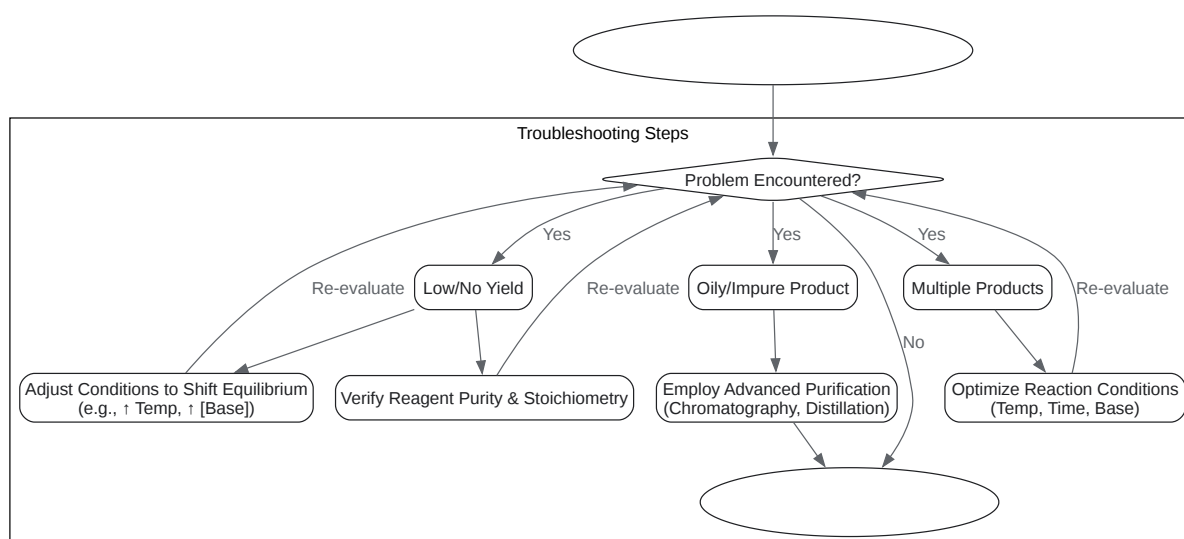 Troubleshooting Steps
Problem Encountered?
Yes
Yes
Yes
Re-evaluate
Low/No Yield
Re-evaluate
Oily/Impure Product
Multiple Products
Re-evaluate
No
Adjust Conditions to Shift Equilibrium
(e.g., ↑ Temp, ↑ [Base])
Verify Reagent Purity & Stoichiometry
Employ Advanced Purification
(Chromatography, Distillation)
Optimize Reaction Conditions
(Temp, Time, Base)